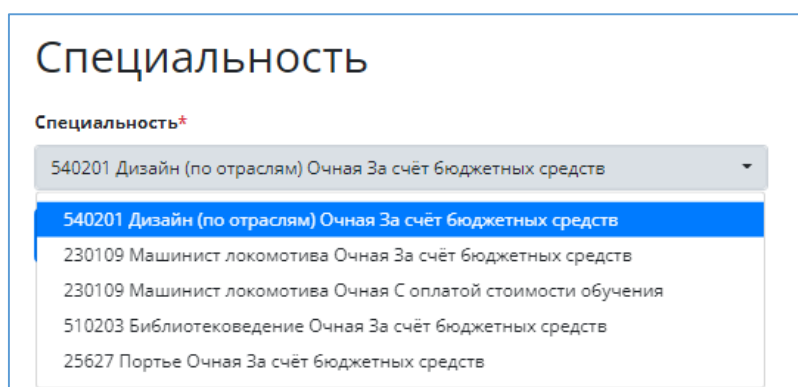 Специальность
Специальность*
540201 Дизайн (по отраслям) Очная За счёт бюджетных средств
540201 Дизайн (по отраслям) Очная За счёт бюджетных средств
230109 Машинист локомотива Очная За счёт бюджетных средств
230109 Машинист локомотива Очная С оплатой стоимости обучения
510203 Библиотековедение Очная За счёт бюджетных средств
25627 Портье Очная За счёт бюджетных средств